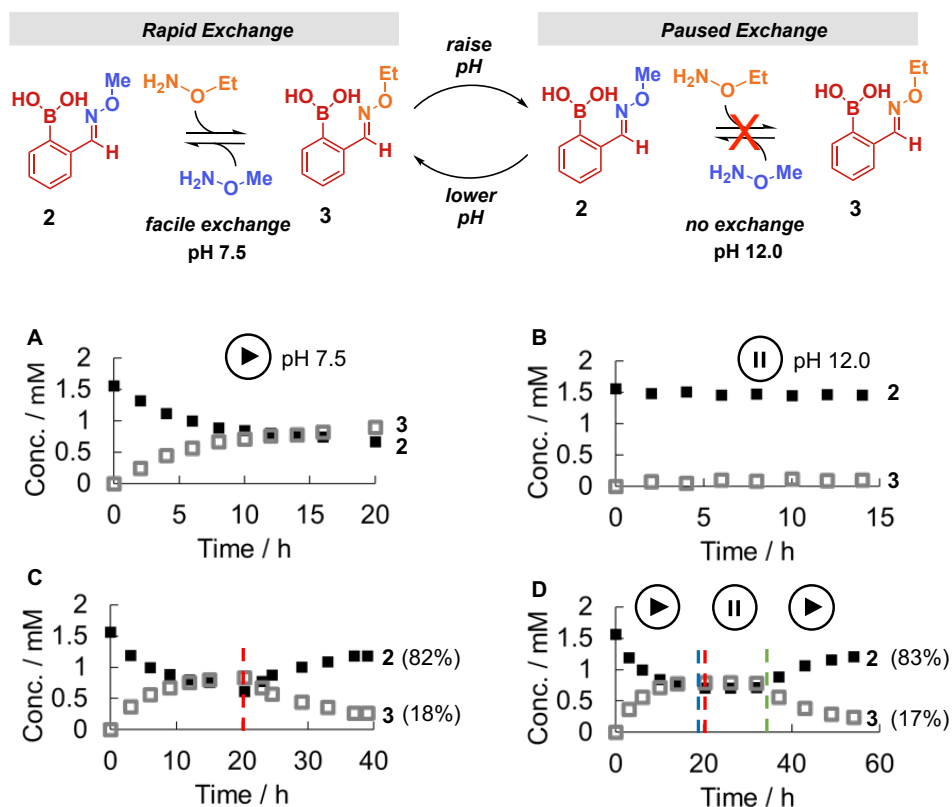 Rapid Exchange
raise
pH
Paused Exchange
HO OH
B
Me
O
N
H
2
H₂N O Et
H₂N O Me
facile exchange
pH 7.5
HO OH
B
Et
O
N
H
3
lower
pH
HO OH
B
Me
O
N
H
2
H₂N O Et
X
H₂N O Me
no exchange
pH 12.0
HO OH
B
Et
O
N
H
3
A
pH 7.5
Conc. / mM
2
1.5
1
0.5
0
0 5 10 15 20
Time / h
3
2
B
pH 12.0
Conc. / mM
2
1.5
1
0.5
0
0 5 10 15
Time / h
2
3
C
Conc. / mM
2
1.5
1
0.5
0
0 10 20 30 40
Time / h
2 (82%)
3 (18%)
D
Conc. / mM
2
1.5
1
0.5
0
0 20 40 60
Time / h
2 (83%)
3 (17%)